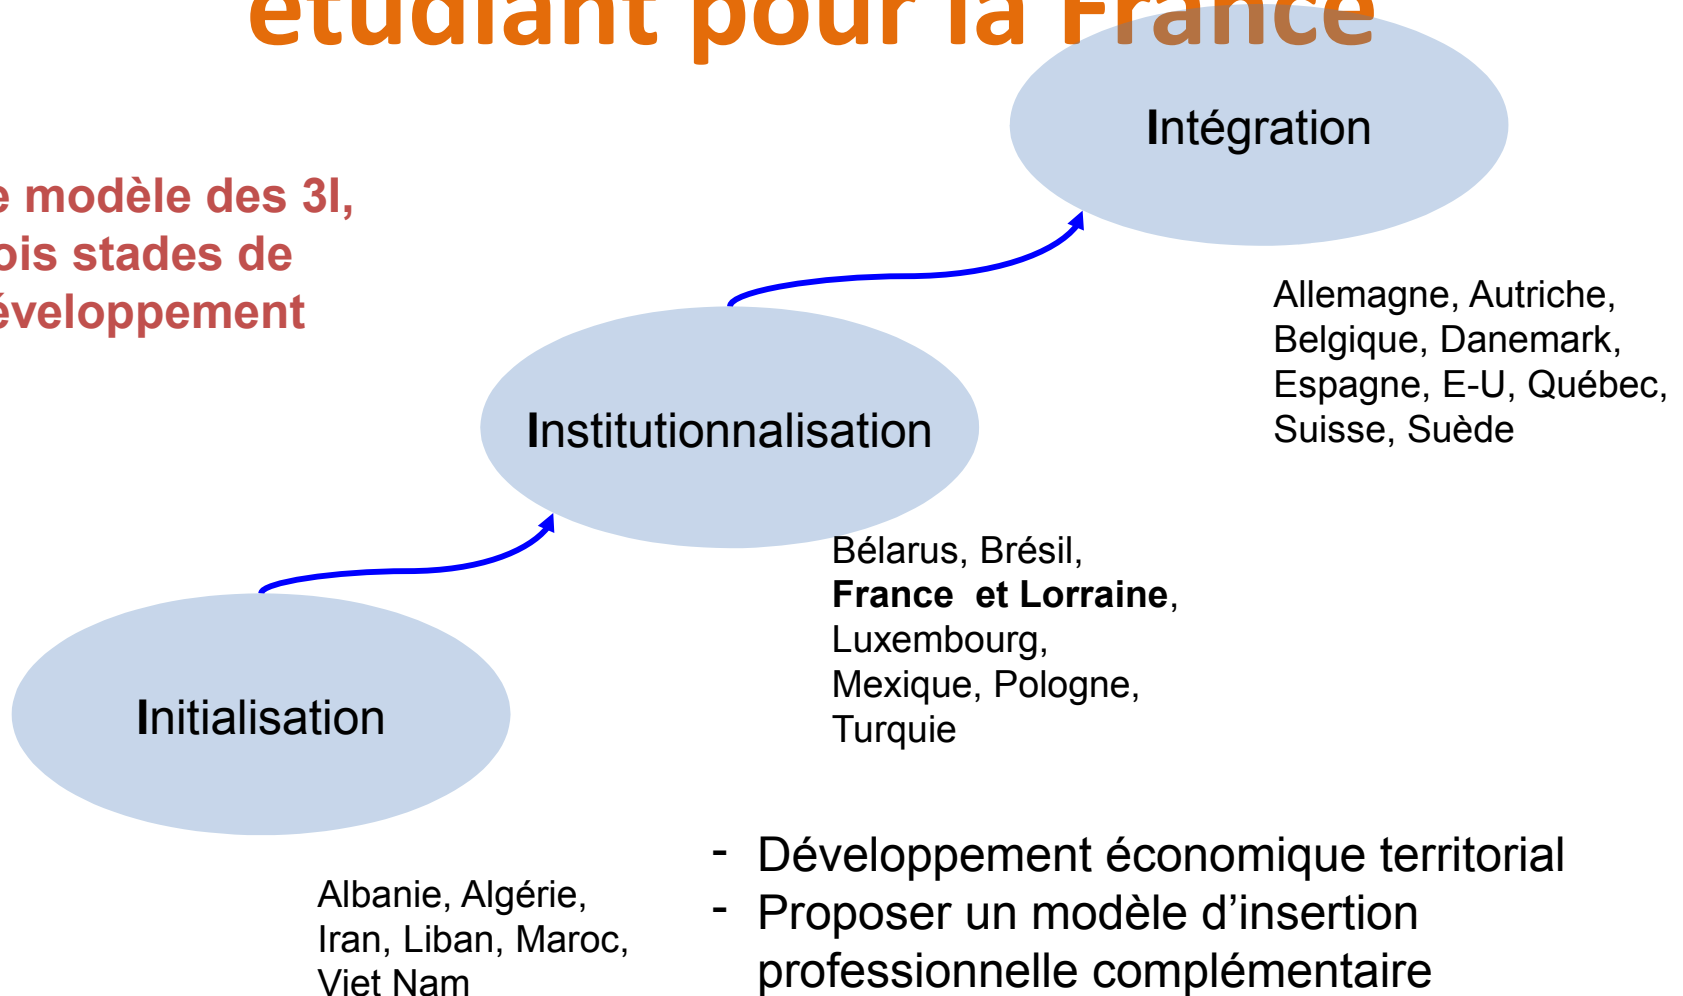 étudiant pour la France
Intégration
e modèle des 3I,
ois stades de
éveloppement
Allemagne, Autriche,
Belgique, Danemark,
Espagne, E-U, Québec,
Suisse, Suède
Institutionnalisation
Bélarus, Brésil,
France et Lorraine,
Luxembourg,
Mexique, Pologne,
Turquie
Initialisation
Albanie, Algérie,
Iran, Liban, Maroc,
Viet Nam
- Développement économique territorial
- Proposer un modèle d’insertion
professionnelle complémentaire